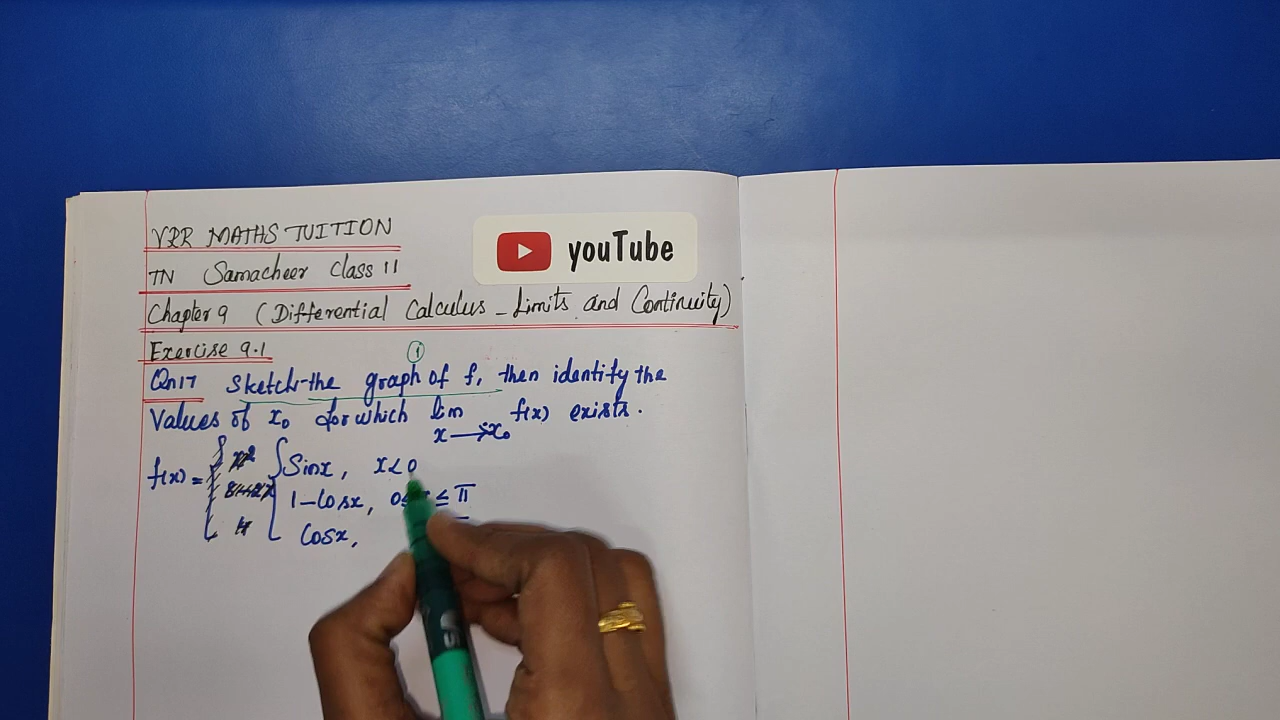 VRR MATHS TUITION
youTube
TN Samacheer Class 11
Chapter 9 (Differential Calculus - Limits and Continuity)
Exercise 9.1
①
Qn 17 Sketch the graph of f, then identify the
Values of x₀ for which lim f(x) exists.
x→x₀
f(x) = { Sinx, x<0
1-Cosx, 0≤x≤π
Cosx,